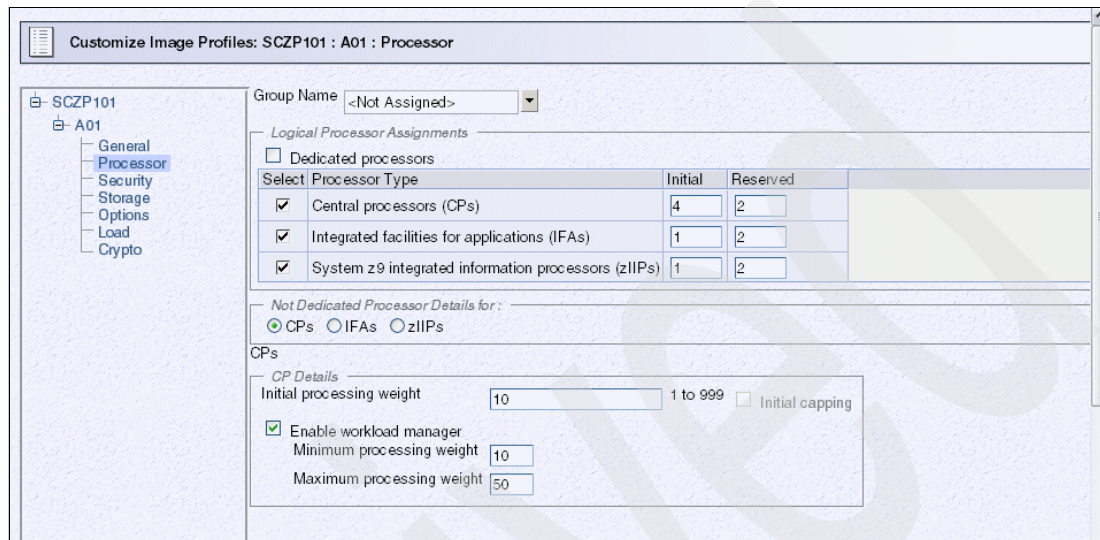 Customize Image Profiles: SCZP101 : A01 : Processor
SCZP101
A01
General
Processor
Security
Storage
Options
Load
Crypto
Group Name <Not Assigned>
Logical Processor Assignments
Dedicated processors
Select Processor Type Initial Reserved
Central processors (CPs) 4 2
Integrated facilities for applications (IFAs) 1 2
System z9 integrated information processors (zIIPs) 1 2
Not Dedicated Processor Details for :
CPs IFAs zIIPs
CPs
CP Details
Initial processing weight 10 1 to 999 Initial capping
Enable workload manager
Minimum processing weight 10
Maximum processing weight 50